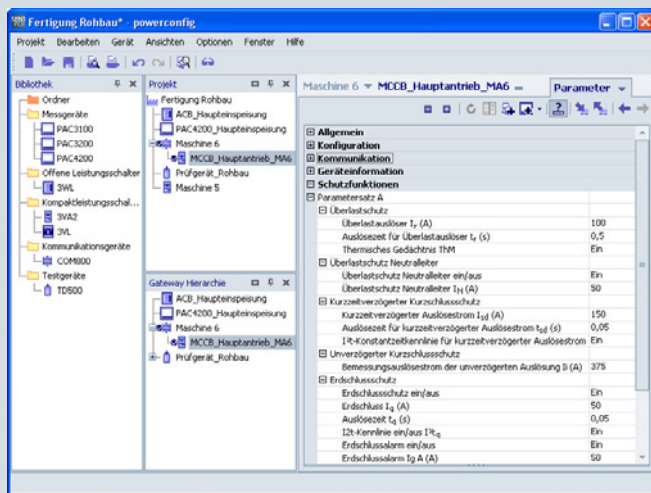 Fertigung Rohbau* - powerconfig
Projekt Bearbeiten Gerät Ansichten Optionen Fenster Hilfe
Bibliothek
Ordner
Messgeräte
PAC3100
PAC3200
PAC4200
Offene Leistungsschalter
3WL
Kompaktleistungsschal...
3VA2
3VL
Kommunikationsgeräte
COM800
Testgeräte
TD500
Projekt
Fertigung Rohbau
ACB_Haupteinspeisung
PAC4200_Haupteinspeisung
Maschine 6
MCCB_Hauptantrieb_MA6
Prüfgerät_Rohbau
Maschine 5
Gateway Hierarchie
ACB_Haupteinspeisung
PAC4200_Haupteinspeisung
Maschine 6
MCCB_Hauptantrieb_MA6
Prüfgerät_Rohbau
Maschine 6 MCCB_Hauptantrieb_MA6 Parameter
Allgemein
Konfiguration
Kommunikation
Geräteinformation
Schutzfunktionen
Parametersatz A
Überlastschutz
Überlastauslöser Ir (A) 100
Auslösezeit für Überlastauslöser tr (s) 0,5
Thermisches Gedächtnis ThM Ein
Überlastschutz Neutralleiter
Überlastschutz Neutralleiter ein/aus Ein
Überlastschutz Neutralleiter IN (A) 50
Kurzzeitverzögerter Kurzschlussschutz
Kurzzeitverzögerter Auslösestrom Isd (A) 150
Auslösezeit für kurzzeitverzögerter Auslösestrom tsd (s) 0,05
I²t-Konstantzeitkennlinie für kurzzeitverzögerter Auslösestrom Ein
Unverzögerter Kurzschlussschutz
Bemessungsauslösestrom der unverzögerten Auslösung Ii (A) 375
Erdschlussschutz
Erdschlussschutz ein/aus Ein
Erdschluss Ig (A) 50
Auslösezeit tg (s) 0,05
I2t-Kennlinie ein/aus I²tg Ein
Erdschlussalarm ein/aus Ein
Erdschlussalarm Ig A (A) 50